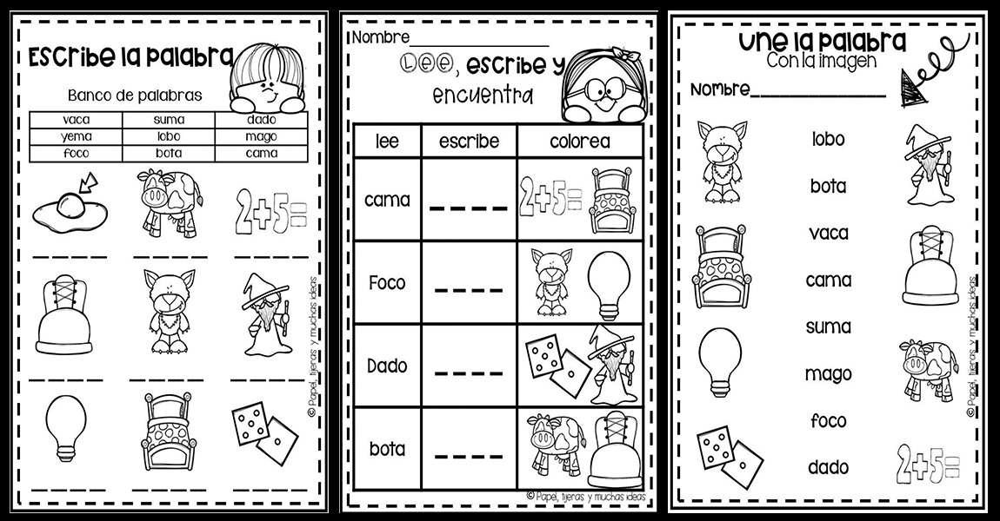 Escribe la palabra
Banco de palabras
vaca suma dado
yema lobo mago
foco bota cama
2+5=
© Papel, tijeras y muchas ideas
Nombre
Lee, escribe y
encuentra
lee escribe colorea
cama 2+5=
Foco
Dado
bota
© Papel, tijeras y muchas ideas
une la palabra
Con la imagen
Nombre
lobo
bota
vaca
cama
suma
mago
foco
dado
2+5=
© Papel, tijeras y muchas ideas